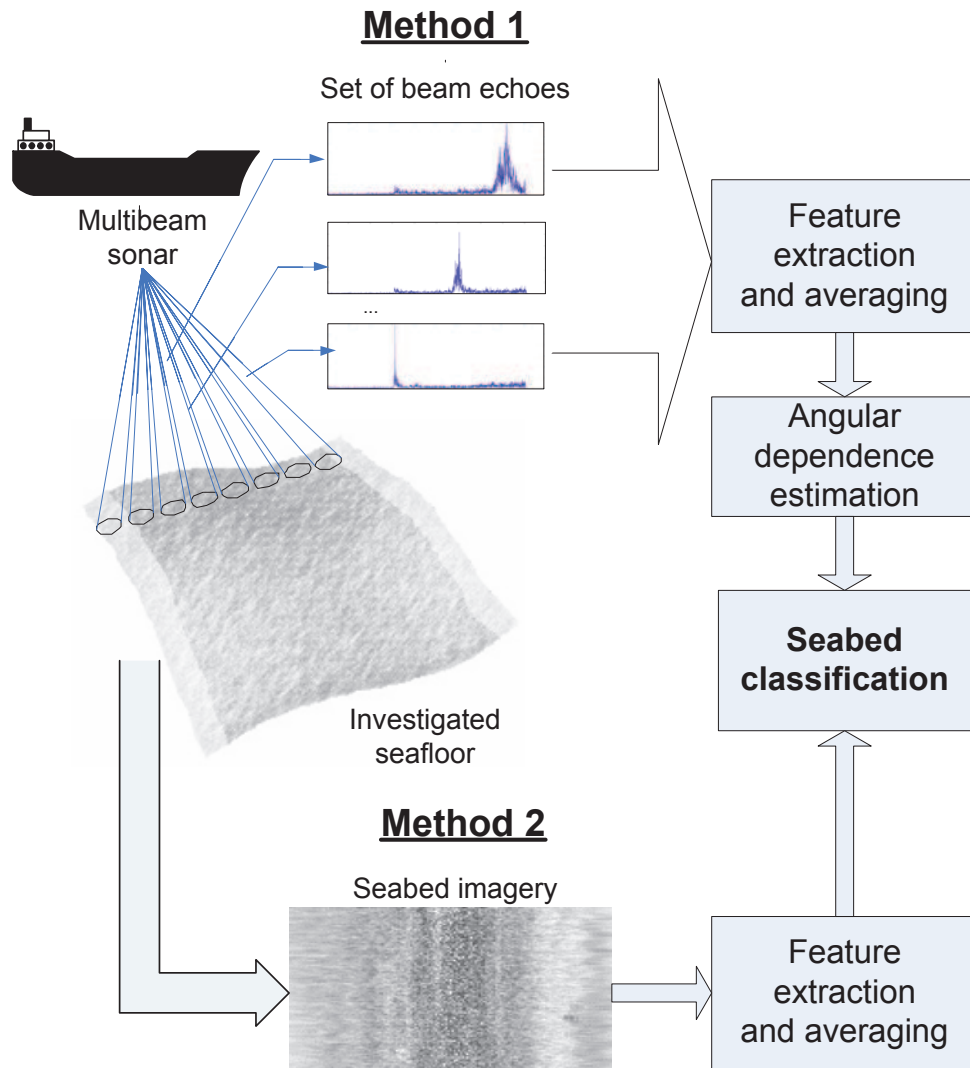 Method 1
Set of beam echoes
Multibeam
sonar
...
Feature
extraction
and averaging
Angular
dependence
estimation
Seabed
classification
Investigated
seafloor
Method 2
Seabed imagery
Feature
extraction
and averaging